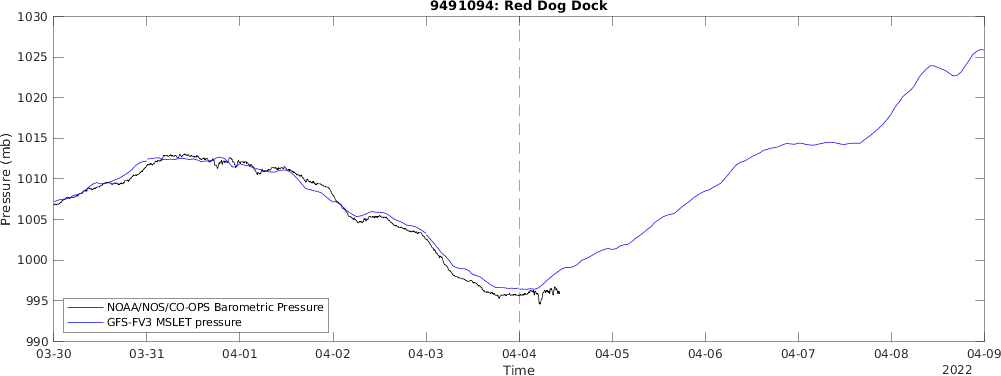 9491094: Red Dog Dock
Pressure (mb)
1030
1025
1020
1015
1010
1005
1000
995
990
NOAA/NOS/CO-OPS Barometric Pressure
GFS-FV3 MSLET pressure
03-30 03-31 04-01 04-02 04-03 04-04 04-05 04-06 04-07 04-08 04-09
Time
2022